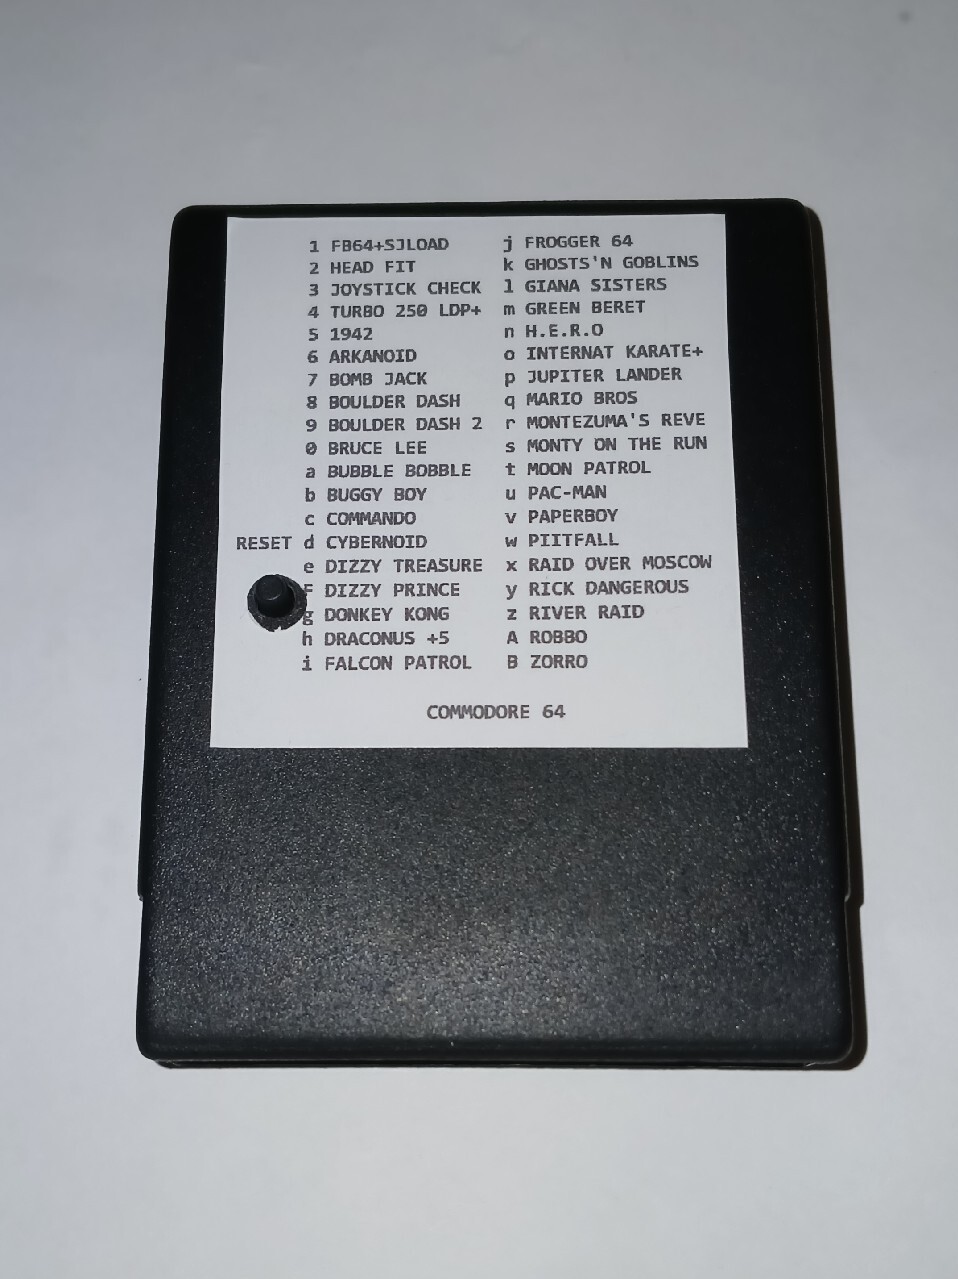 1 FB64+SJLOAD
2 HEAD FIT
3 JOYSTICK CHECK
4 TURBO 250 LDP+
5 1942
6 ARKANOID
7 BOMB JACK
8 BOULDER DASH
9 BOULDER DASH 2
0 BRUCE LEE
a BUBBLE BOBBLE
b BUGGY BOY
c COMMANDO
RESET d CYBERNOID
e DIZZY TREASURE
f DIZZY PRINCE
g DONKEY KONG
h DRACONUS +5
i FALCON PATROL
j FROGGER 64
k GHOSTS'N GOBLINS
l GIANA SISTERS
m GREEN BERET
n H.E.R.O
o INTERNAT KARATE+
p JUPITER LANDER
q MARIO BROS
r MONTEZUMA'S REVE
s MONTY ON THE RUN
t MOON PATROL
u PAC-MAN
v PAPERBOY
w PIITFALL
x RAID OVER MOSCOW
y RICK DANGEROUS
z RIVER RAID
A ROBBO
B ZORRO
COMMODORE 64